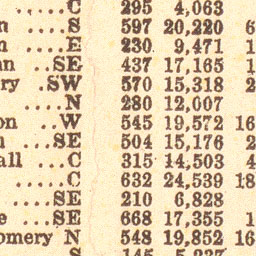 .....C 295 4,063
n ....S 597 20,220 6
n ....E 230 9,471 1
an ..SE 437 17,165 1
ry .SW 570 15,318 2
.....N 280 12,007
on ..W 545 19,572 16
n ...SE 504 15,176 2
all ...C 315 14,503 4
.....C 632 24,539 18
....SE 210 6,828
e ...SE 668 17,355 1
omery N 548 19,852 16
S 145 5,237